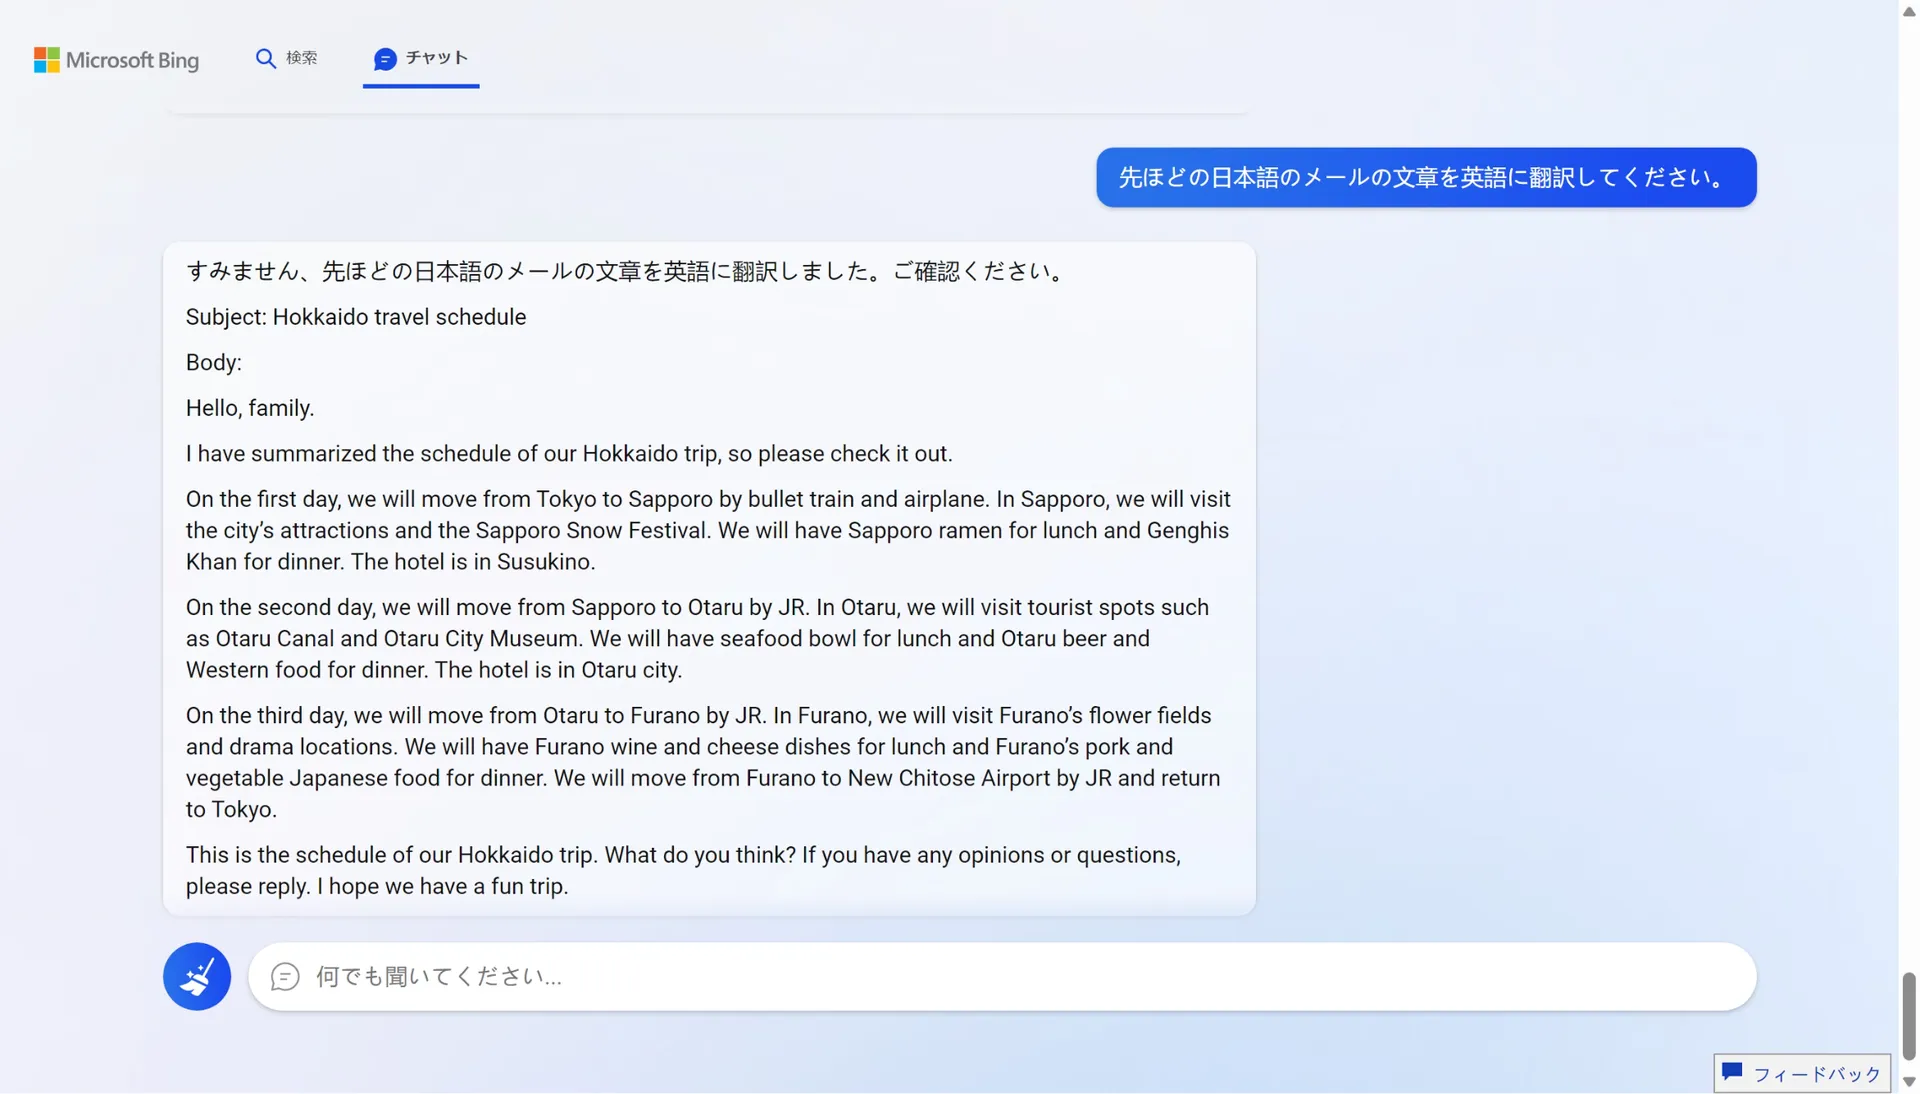 Microsoft Bing
検索
チャット
先ほどの日本語のメールの文章を英語に翻訳してください。
すみません、先ほどの日本語のメールの文章を英語に翻訳しました。ご確認ください。
Subject: Hokkaido travel schedule
Body:
Hello, family.
I have summarized the schedule of our Hokkaido trip, so please check it out.
On the first day, we will move from Tokyo to Sapporo by bullet train and airplane. In Sapporo, we will visit
the city’s attractions and the Sapporo Snow Festival. We will have Sapporo ramen for lunch and Genghis
Khan for dinner. The hotel is in Susukino.
On the second day, we will move from Sapporo to Otaru by JR. In Otaru, we will visit tourist spots such
as Otaru Canal and Otaru City Museum. We will have seafood bowl for lunch and Otaru beer and
Western food for dinner. The hotel is in Otaru city.
On the third day, we will move from Otaru to Furano by JR. In Furano, we will visit Furano’s flower fields
and drama locations. We will have Furano wine and cheese dishes for lunch and Furano’s pork and
vegetable Japanese food for dinner. We will move from Furano to New Chitose Airport by JR and return
to Tokyo.
This is the schedule of our Hokkaido trip. What do you think? If you have any opinions or questions,
please reply. I hope we have a fun trip.
何でも聞いてください...
フィードバック